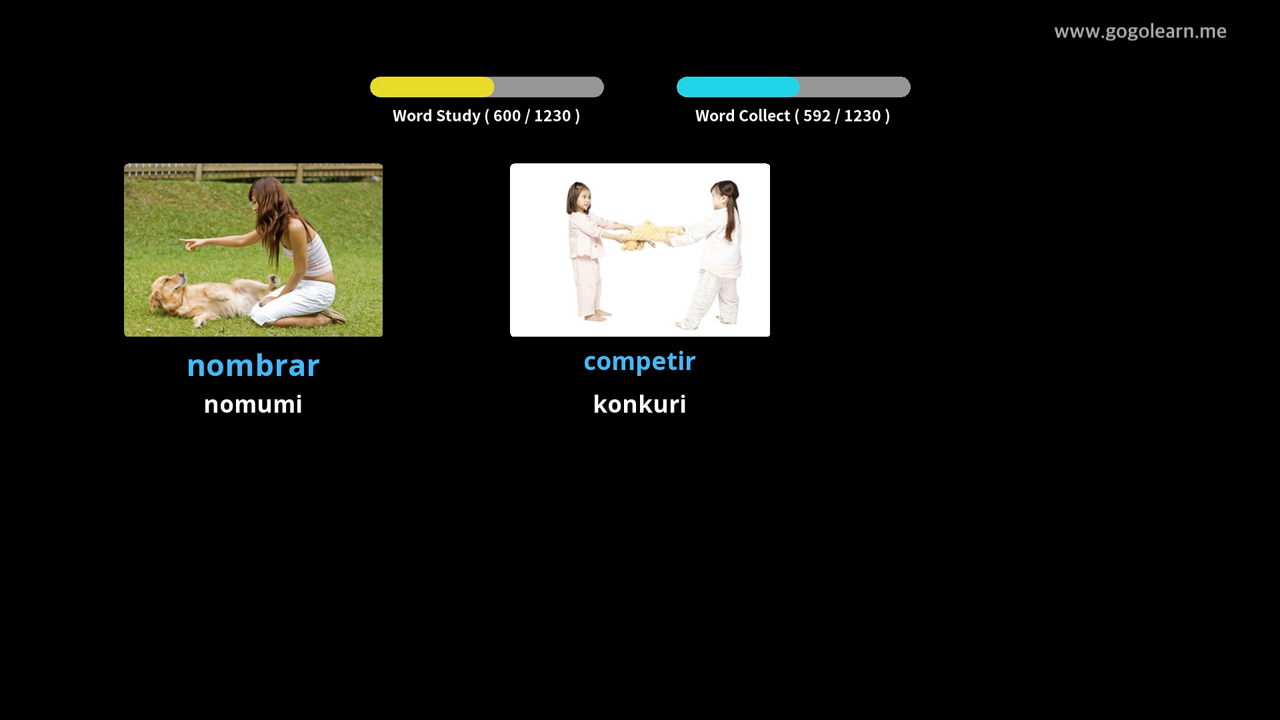 www.gogolearn.me
Word Study ( 600 / 1230 )
Word Collect ( 592 / 1230 )
nombrar
nomumi
competir
konkuri